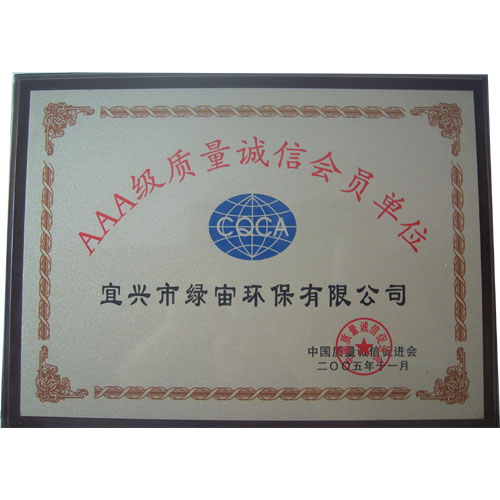 AAA级质量诚信会员单位
CQCA
宜兴市绿宙环保有限公司
中国质量诚信促进会
二〇〇五年十一月